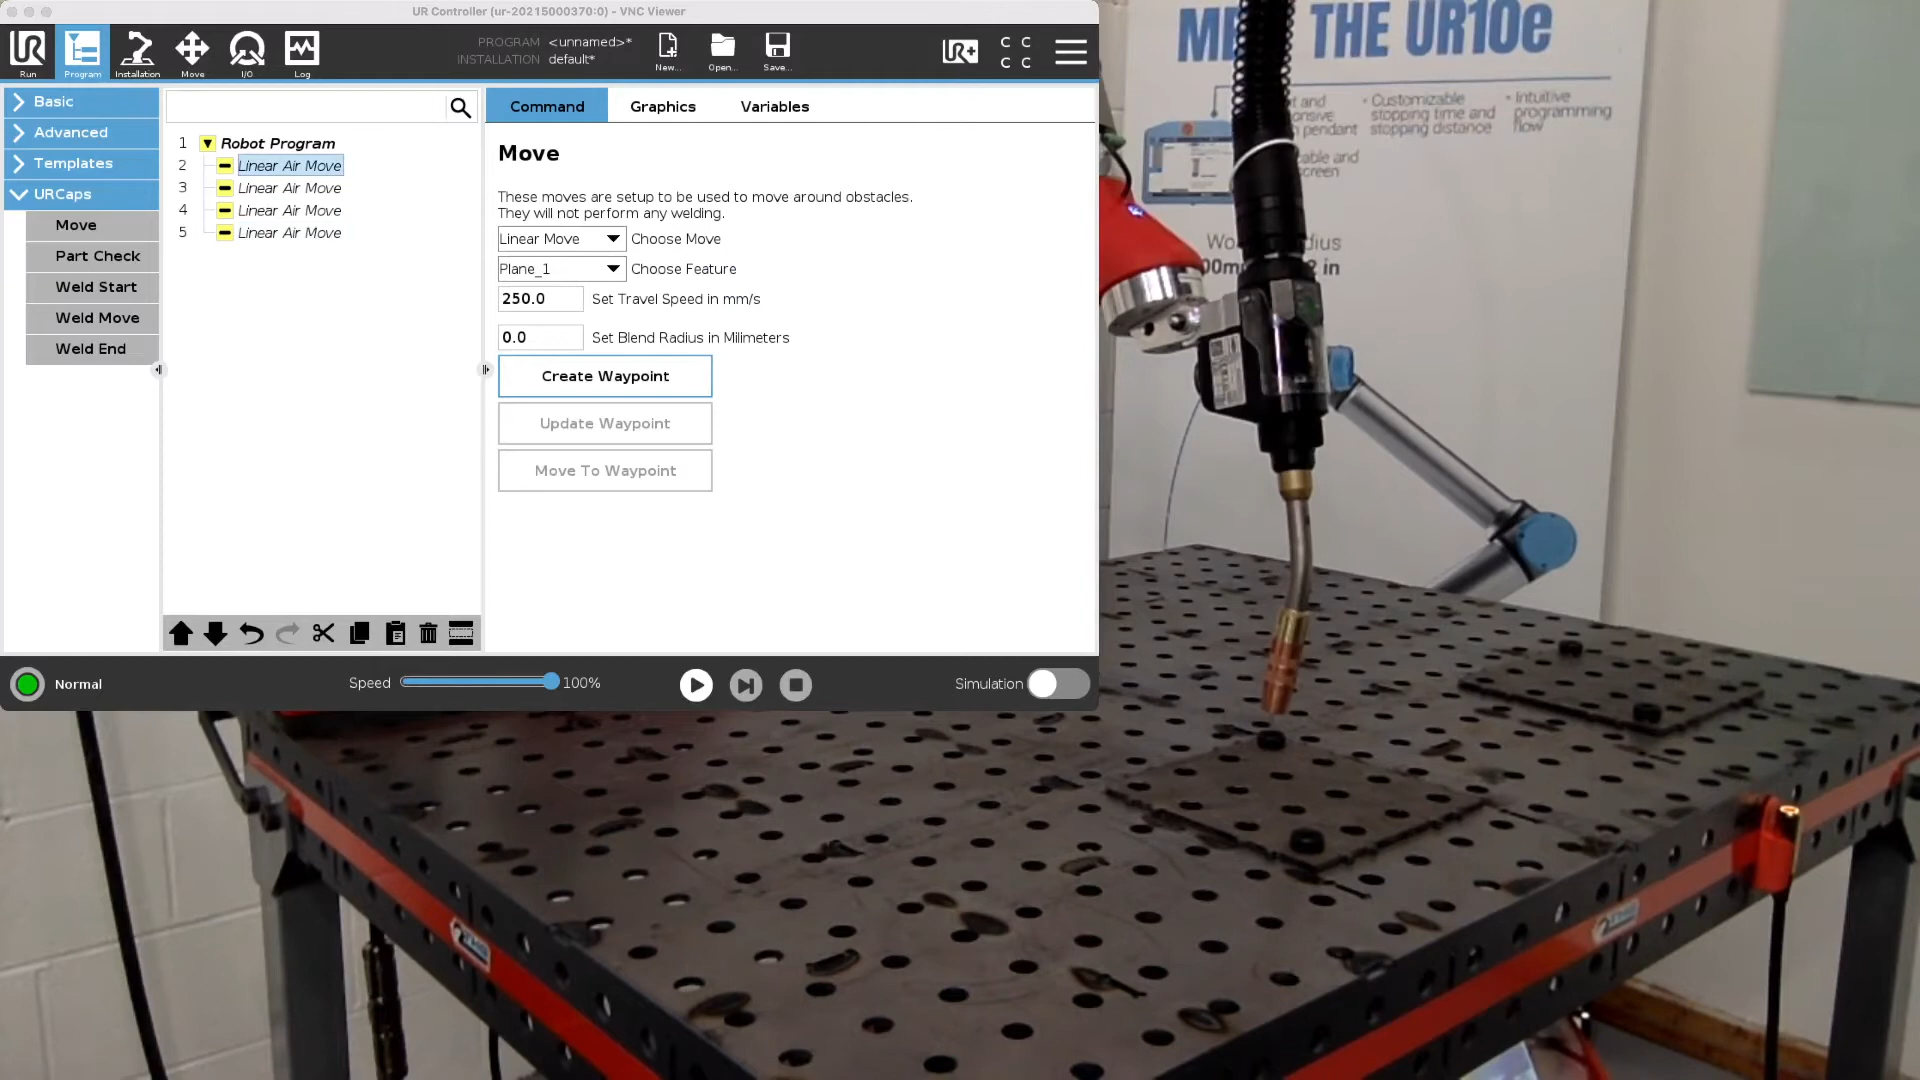 UR Controller (ur-20215000370:0) - VNC Viewer
Run
Program
Installation
Move
I/O
Log
PROGRAM <unnamed>*
INSTALLATION default*
New...
Open...
Save...
UR+
C C
C C
Basic
Advanced
Templates
URCaps
Move
Part Check
Weld Start
Weld Move
Weld End
1 Robot Program
2 Linear Air Move
3 Linear Air Move
4 Linear Air Move
5 Linear Air Move
Command
Graphics
Variables
Move
These moves are setup to be used to move around obstacles.
They will not perform any welding.
Linear Move Choose Move
Plane_1 Choose Feature
250.0 Set Travel Speed in mm/s
0.0 Set Blend Radius in Milimeters
Create Waypoint
Update Waypoint
Move To Waypoint
Normal
Speed 100%
Simulation
THE UR10e
• Customizable
stopping time and
stopping distance
• Intuitive
programming
flow